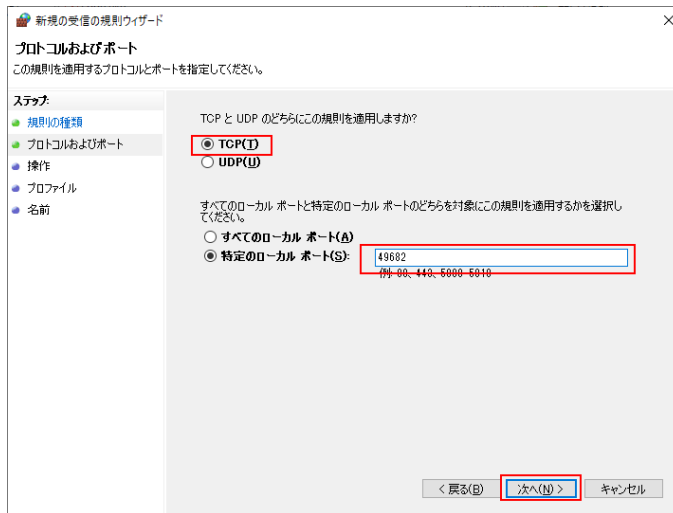 新規の受信の規則ウィザード
プロトコルおよびポート
この規則を適用するプロトコルとポートを指定してください。
ステップ:
規則の種類
プロトコルおよびポート
操作
プロファイル
名前
TCP と UDP のどちらにこの規則を適用しますか?
TCP(T)
UDP(U)
すべてのローカル ポートと特定のローカル ポートのどちらを対象にこの規則を適用するかを選択し
てください。
すべてのローカル ポート(A)
特定のローカル ポート(S):
49682
例: 80、443、5000-5010
< 戻る(B)
次へ(N) >
キャンセル